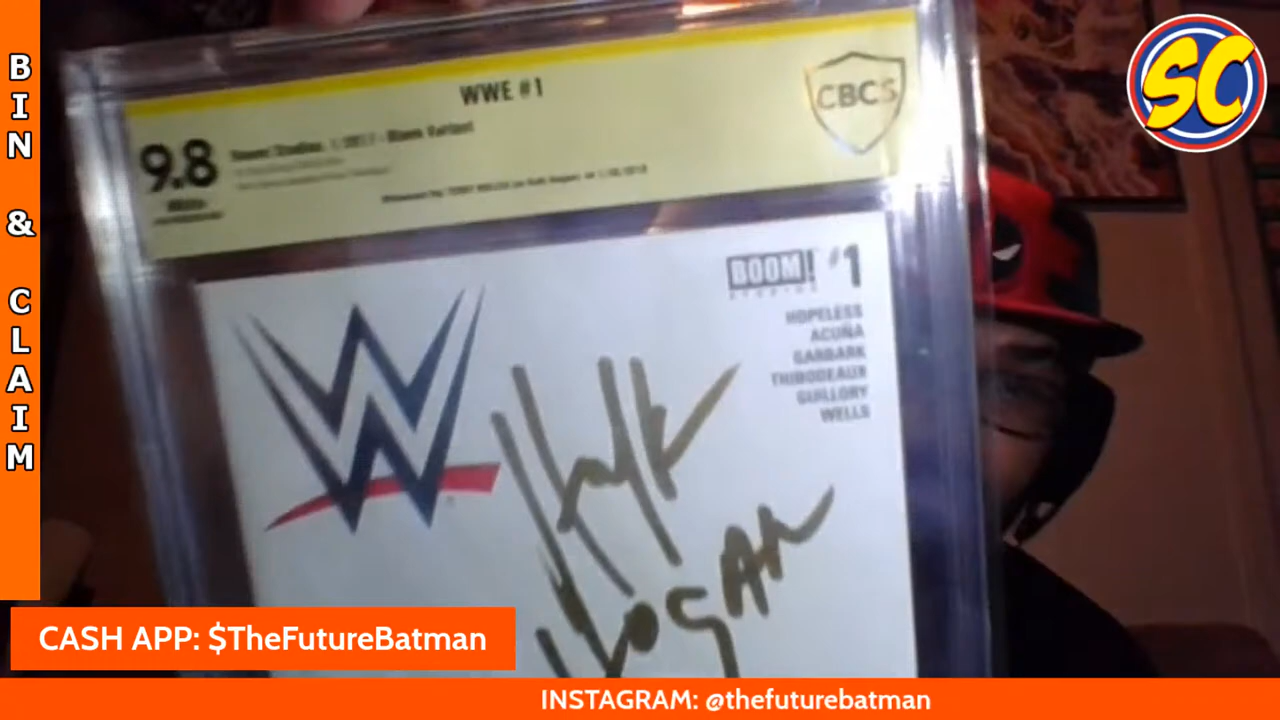 BIN & CLAIM
SC
WWE #1
CBCS
9.8
White
BOOM! #1
STUDIOS
HOPELESS
ACUÑA
GARBARK
THIBODEAUX
GUILLORY
WELLS
W
Hulk
HOGAN
CASH APP: $TheFutureBatman
INSTAGRAM: @thefuturebatman